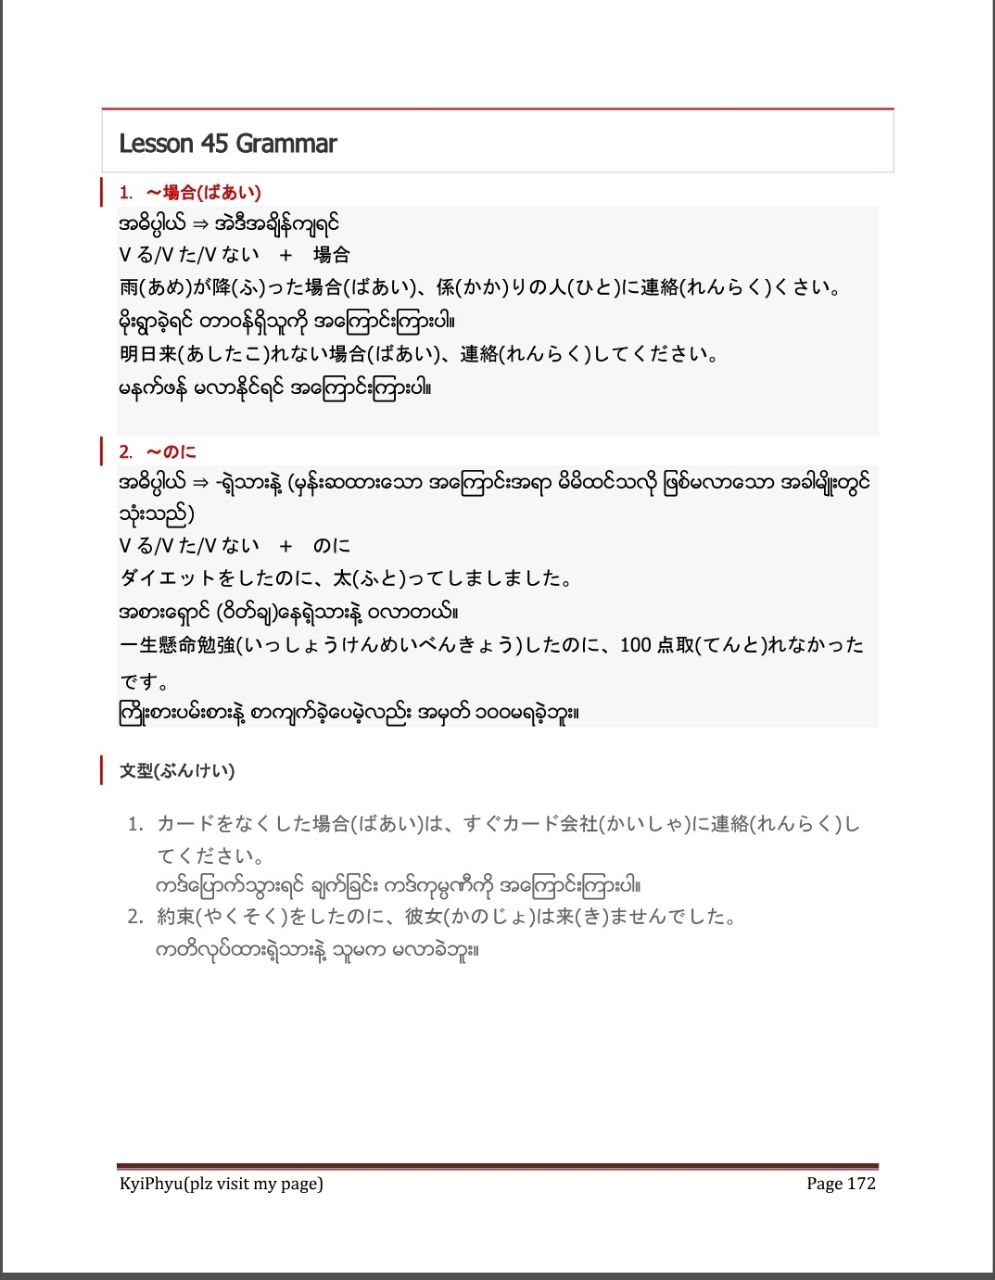 Lesson 45 Grammar
1. ～場合(ばあい)
အဓိပ္ပါယ် ⇒ အဲဒီအချိန်ကျရင်
V る/V た/V ない　+　場合
雨(あめ)が降(ふ)った場合(ばあい)、係(かか)りの人(ひと)に連絡(れんらく)くさい。
မိုးရွာခဲ့ရင် တာဝန်ရှိသူကို အကြောင်းကြားပါ။
明日来(あしたこ)れない場合(ばあい)、連絡(れんらく)してください。
မနက်ဖန် မလာနိုင်ရင် အကြောင်းကြားပါ။
2. ～のに
အဓိပ္ပါယ် ⇒ -ရဲ့သားနဲ့ (မှန်းဆထားသော အကြောင်းအရာ မိမိထင်သလို ဖြစ်မလာသော အခါမျိုးတွင်
သုံးသည်)
V る/V た/V ない　+　のに
ダイエットをしたのに、太(ふと)ってしましました。
အစားရှောင် (ဝိတ်ချ)နေရဲ့သားနဲ့ ဝလာတယ်။
一生懸命勉強(いっしょうけんめいべんきょう)したのに、100 点取(てんと)れなかった
です。
ကြိုးစားပမ်းစားနဲ့ စာကျက်ခဲ့ပေမဲ့လည်း အမှတ် ၁၀၀မရခဲ့ဘူး။
文型(ぶんけい)
1. カードをなくした場合(ばあい)は、すぐカード会社(かいしゃ)に連絡(れんらく)し
てください。
ကဒ်ပြောက်သွားရင် ချက်ခြင်း ကဒ်ကုမ္ပဏီကို အကြောင်းကြားပါ။
2. 約束(やくそく)をしたのに、彼女(かのじょ)は来(き)ませんでした。
ကတိလုပ်ထားရဲ့သားနဲ့ သူမက မလာခဲဘူး။
KyiPhyu(plz visit my page)
Page 172